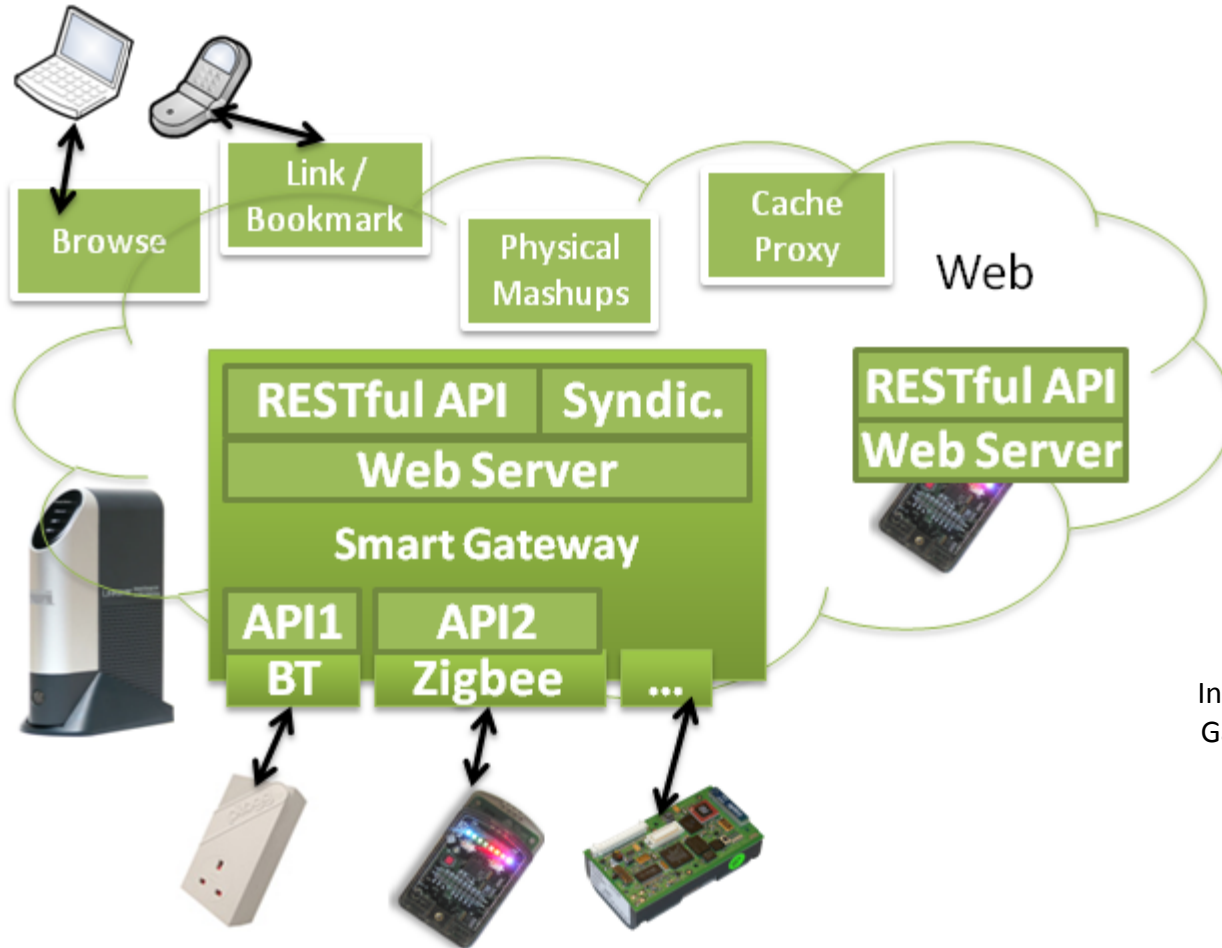 Link /
Bookmark
Browse
Physical
Mashups
Cache
Proxy
Web
RESTful API
Syndic.
Web Server
Smart Gateway
API1
API2
BT
Zigbee
...
RESTful API
Web Server
In
G